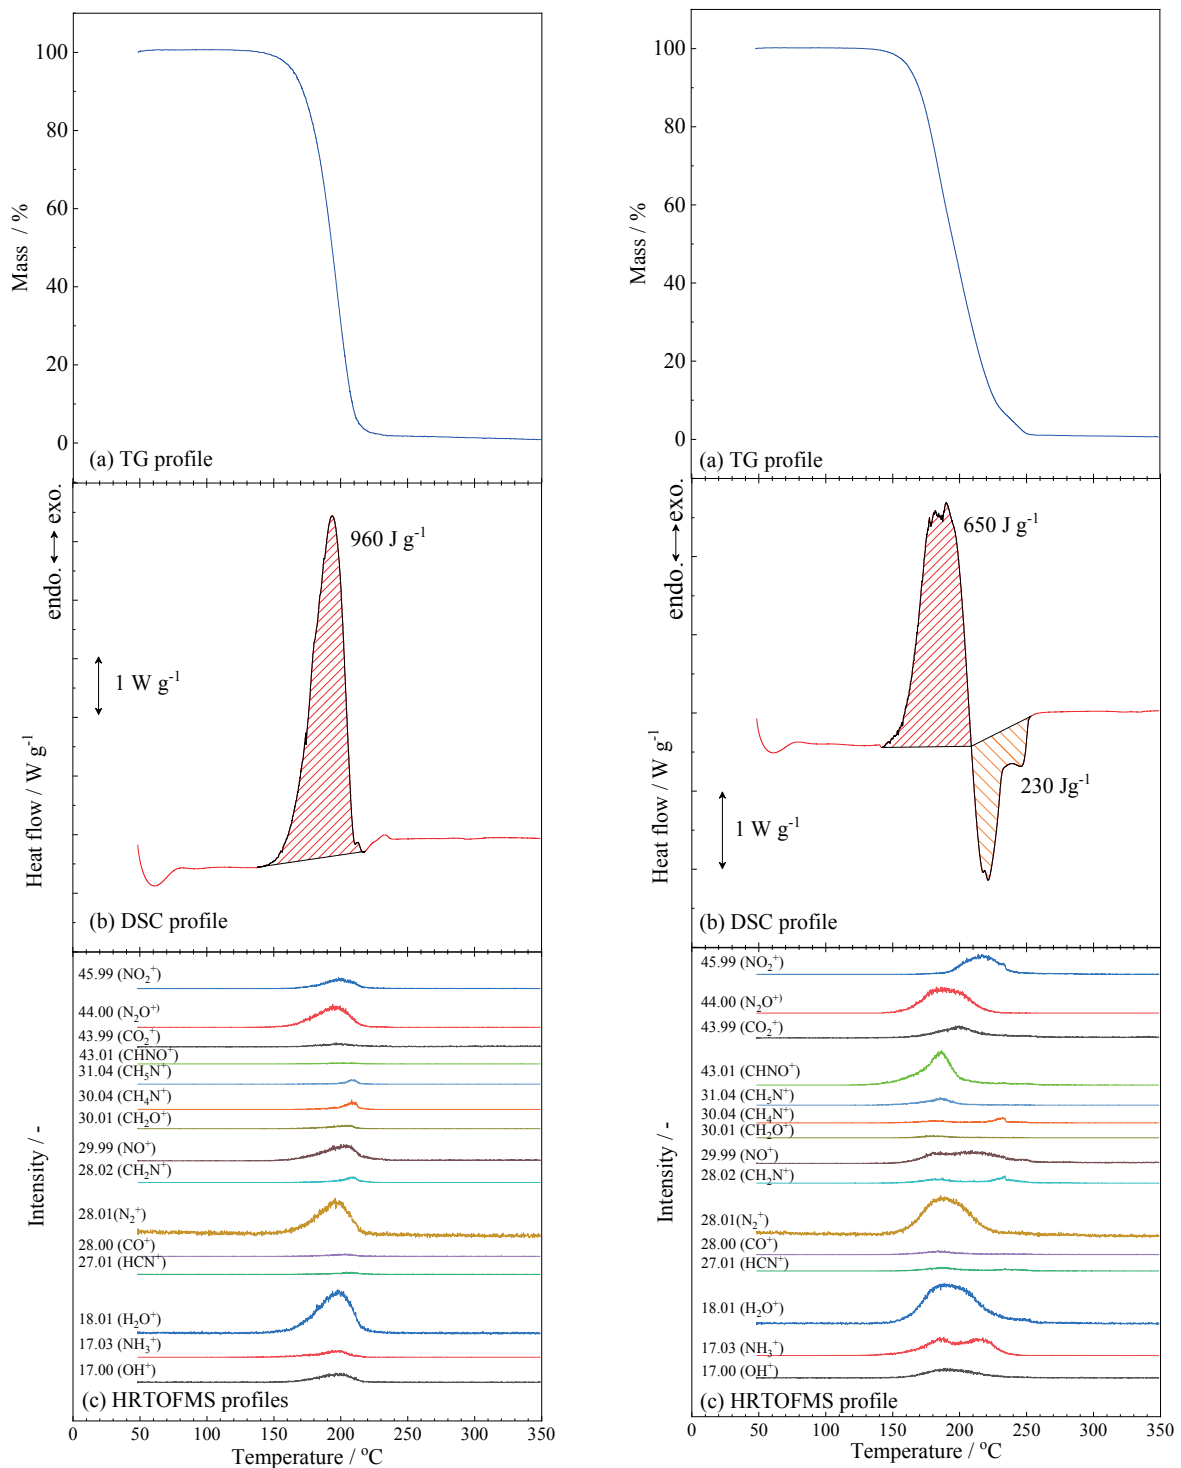 100
80
60
40
20
0
Mass / %
(a) TG profile
endo. ↔ exo.
960 J g⁻¹
1 W g⁻¹
Heat flow / W g⁻¹
(b) DSC profile
45.99 (NO₂⁺)
44.00 (N₂O⁺)
43.99 (CO₂⁺)
43.01 (CHNO⁺)
31.04 (CH₅N⁺)
30.04 (CH₄N⁺)
30.01 (CH₂O⁺)
29.99 (NO⁺)
28.02 (CH₂N⁺)
28.01(N₂⁺)
28.00 (CO⁺)
27.01 (HCN⁺)
18.01 (H₂O⁺)
17.03 (NH₃⁺)
17.00 (OH⁺)
Intensity / -
(c) HRTOFMS profiles
0 50 100 150 200 250 300 350
Temperature / °C
100
80
60
40
20
0
Mass / %
(a) TG profile
endo. ↔ exo.
650 J g⁻¹
230 Jg⁻¹
1 W g⁻¹
Heat flow / W g⁻¹
(b) DSC profile
45.99 (NO₂⁺)
44.00 (N₂O⁺)
43.99 (CO₂⁺)
43.01 (CHNO⁺)
31.04 (CH₅N⁺)
30.04 (CH₄N⁺)
30.01 (CH₂O⁺)
29.99 (NO⁺)
28.02 (CH₂N⁺)
28.01(N₂⁺)
28.00 (CO⁺)
27.01 (HCN⁺)
18.01 (H₂O⁺)
17.03 (NH₃⁺)
17.00 (OH⁺)
Intensity / -
(c) HRTOFMS profile
0 50 100 150 200 250 300 350
Temperature / °C